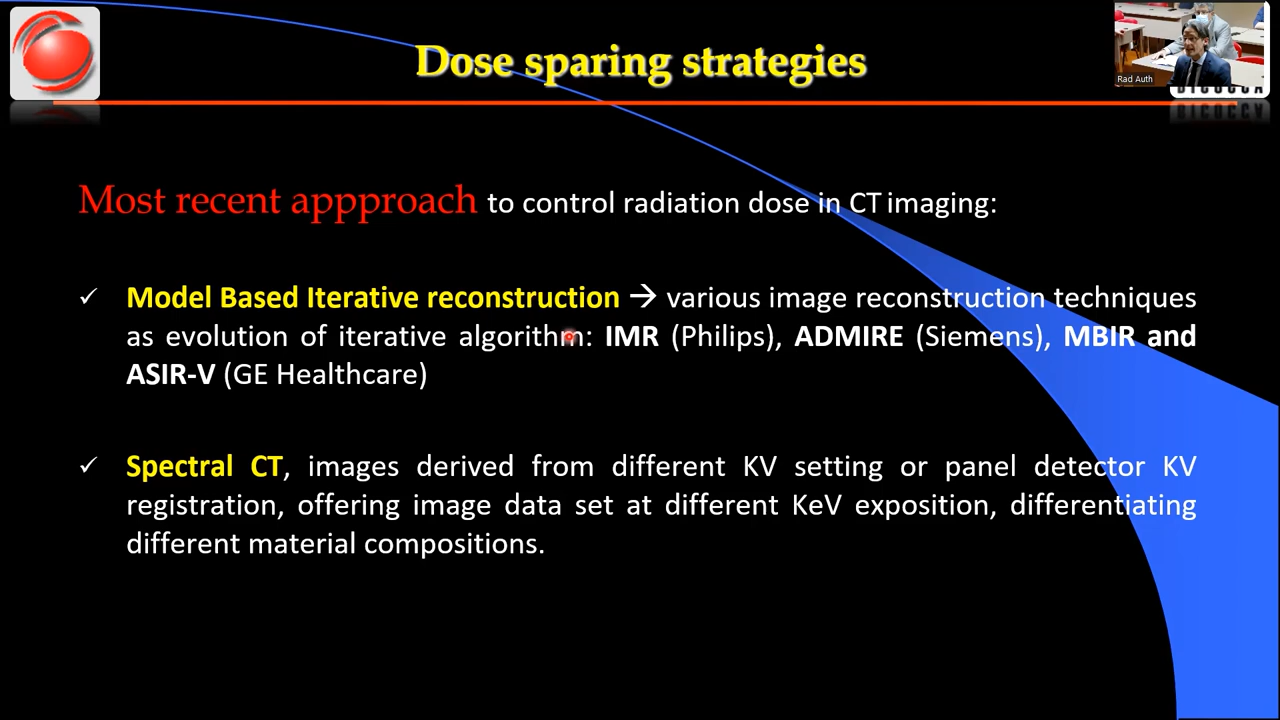 Dose sparing strategies
Rad Auth
BICOCCA
Most recent appproach to control radiation dose in CT imaging:
✓ Model Based Iterative reconstruction → various image reconstruction techniques
as evolution of iterative algorithm: IMR (Philips), ADMIRE (Siemens), MBIR and
ASIR-V (GE Healthcare)
✓ Spectral CT, images derived from different KV setting or panel detector KV
registration, offering image data set at different KeV exposition, differentiating
different material compositions.